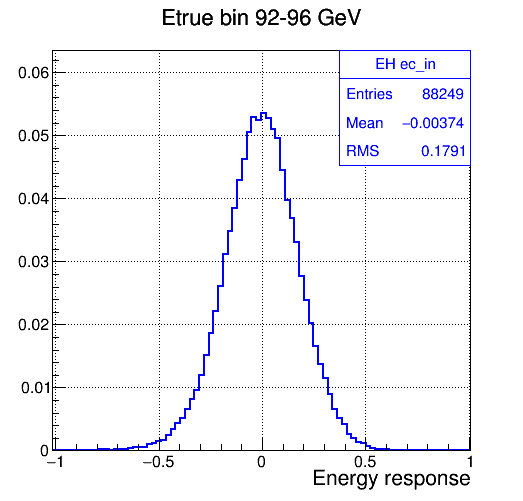 Etrue bin 92-96 GeV
EH ec_in
Entries 88249
Mean −0.00374
RMS 0.1791
0.06
0.05
0.04
0.03
0.02
0.01
0
−1 −0.5 0 0.5 1
Energy response